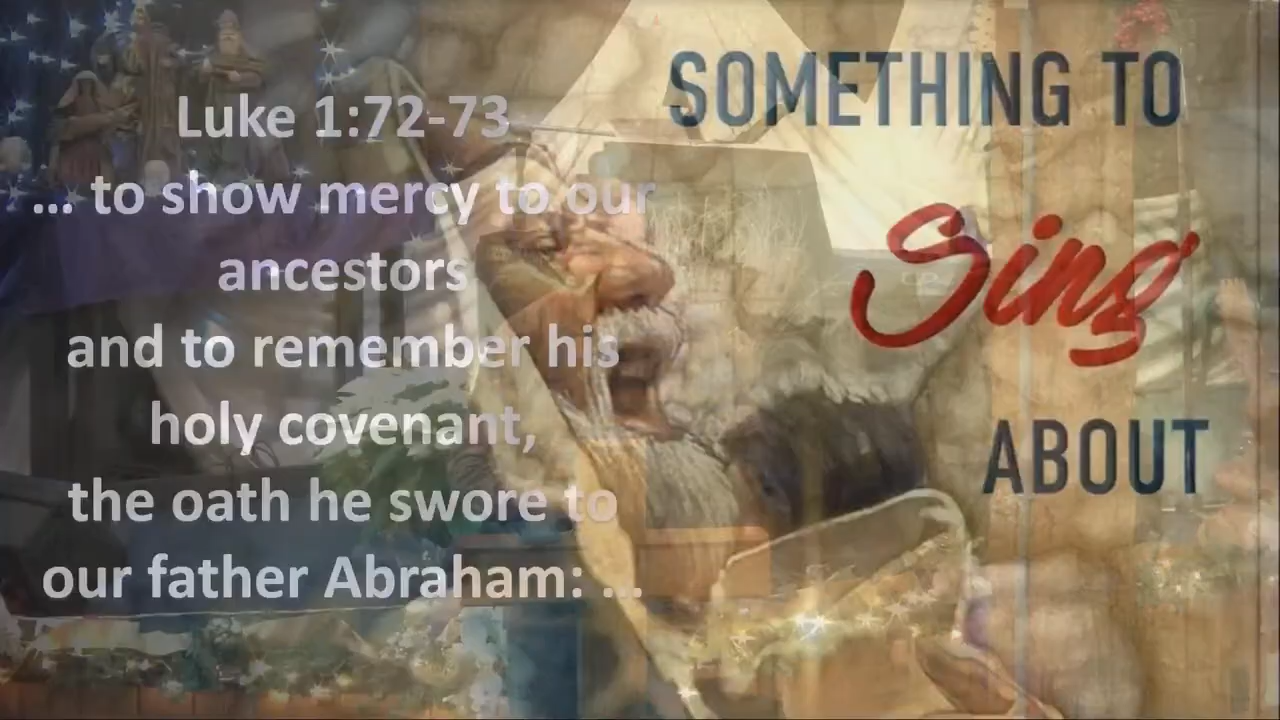 Luke 1:72-73
... to show mercy to our
ancestors
and to remember his
holy covenant,
the oath he swore to
our father Abraham: ...
SOMETHING TO
Sing
ABOUT